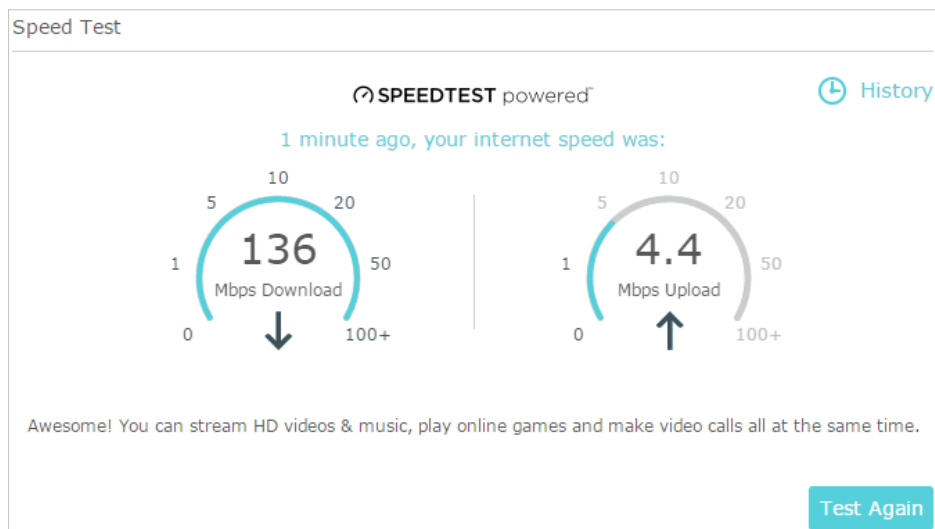 Speed Test
SPEEDTEST powered™
History
1 minute ago, your internet speed was:
10
5 20
136
1 50
Mbps Download
0 100+
10
5 20
4.4
1 50
Mbps Upload
0 100+
Awesome! You can stream HD videos & music, play online games and make video calls all at the same time.
Test Again